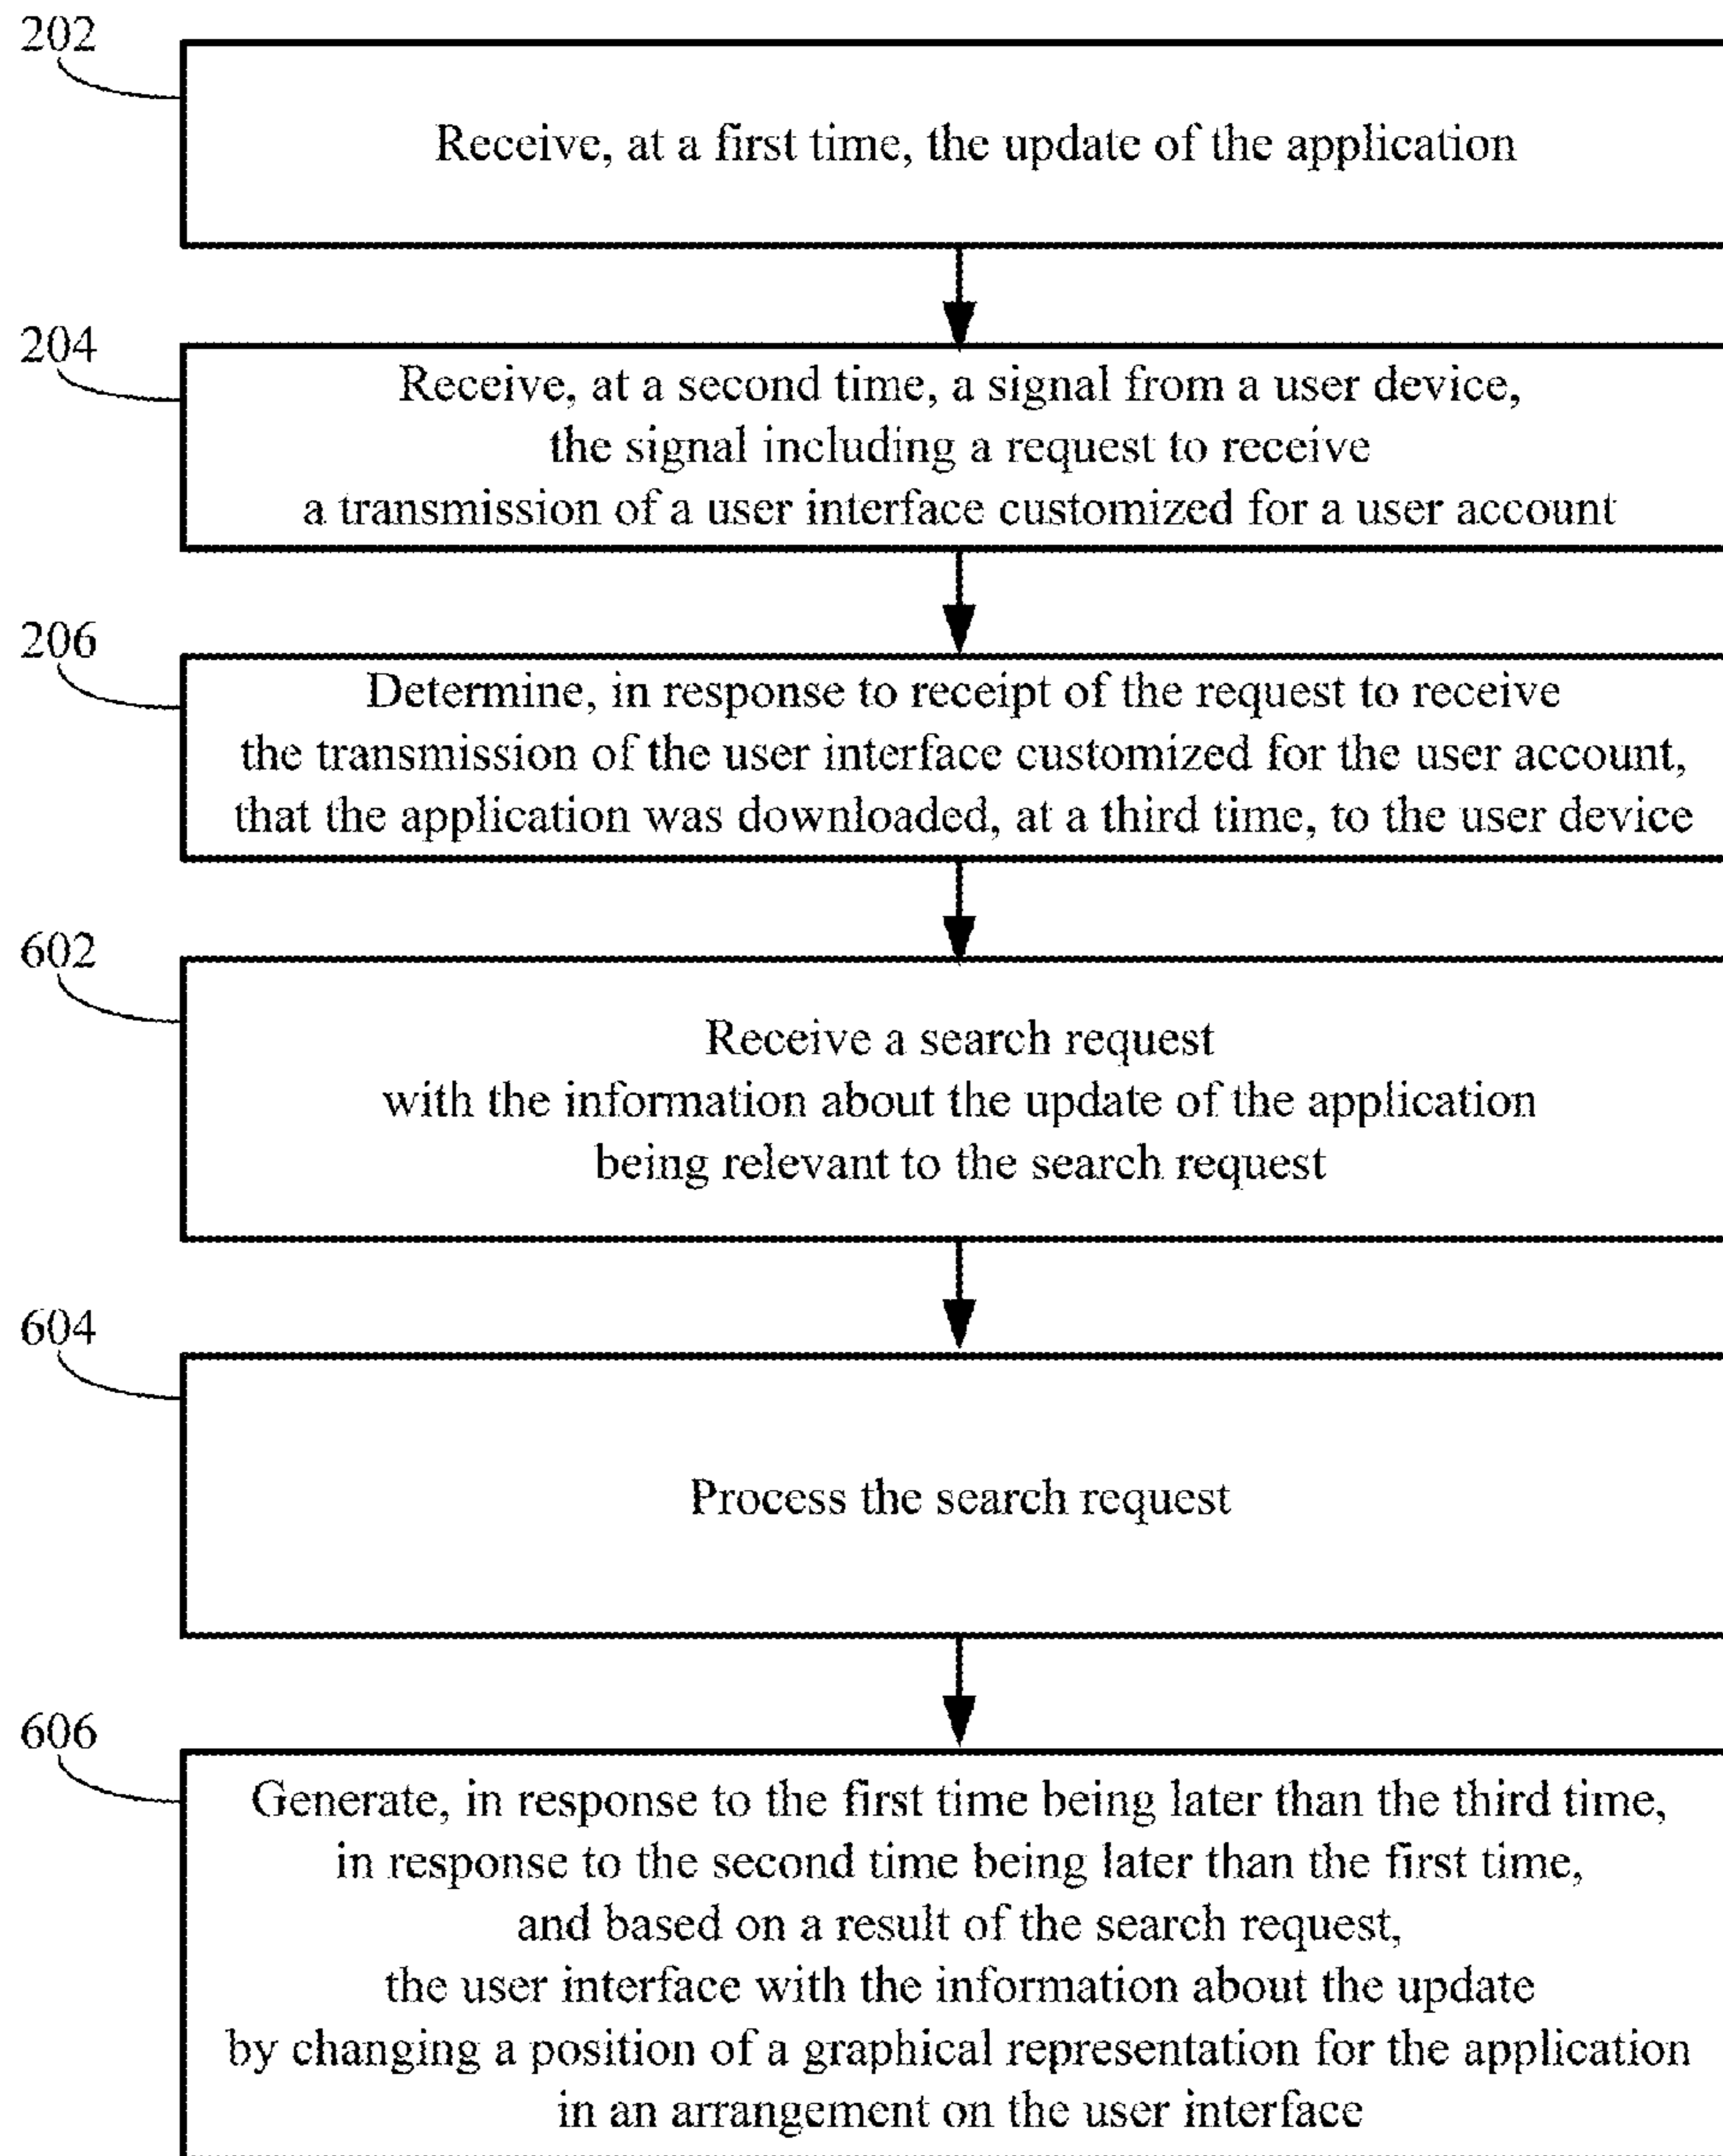 202
Receive, at a first time, the update of the application
204
Receive, at a second time, a signal from a user device,
the signal including a request to receive
a transmission of a user interface customized for a user account
206
Determine, in response to receipt of the request to receive
the transmission of the user interface customized for the user account,
that the application was downloaded, at a third time, to the user device
602
Receive a search request
with the information about the update of the application
being relevant to the search request
604
Process the search request
606
Generate, in response to the first time being later than the third time,
in response to the second time being later than the first time,
and based on a result of the search request,
the user interface with the information about the update
by changing a position of a graphical representation for the application
in an arrangement on the user interface